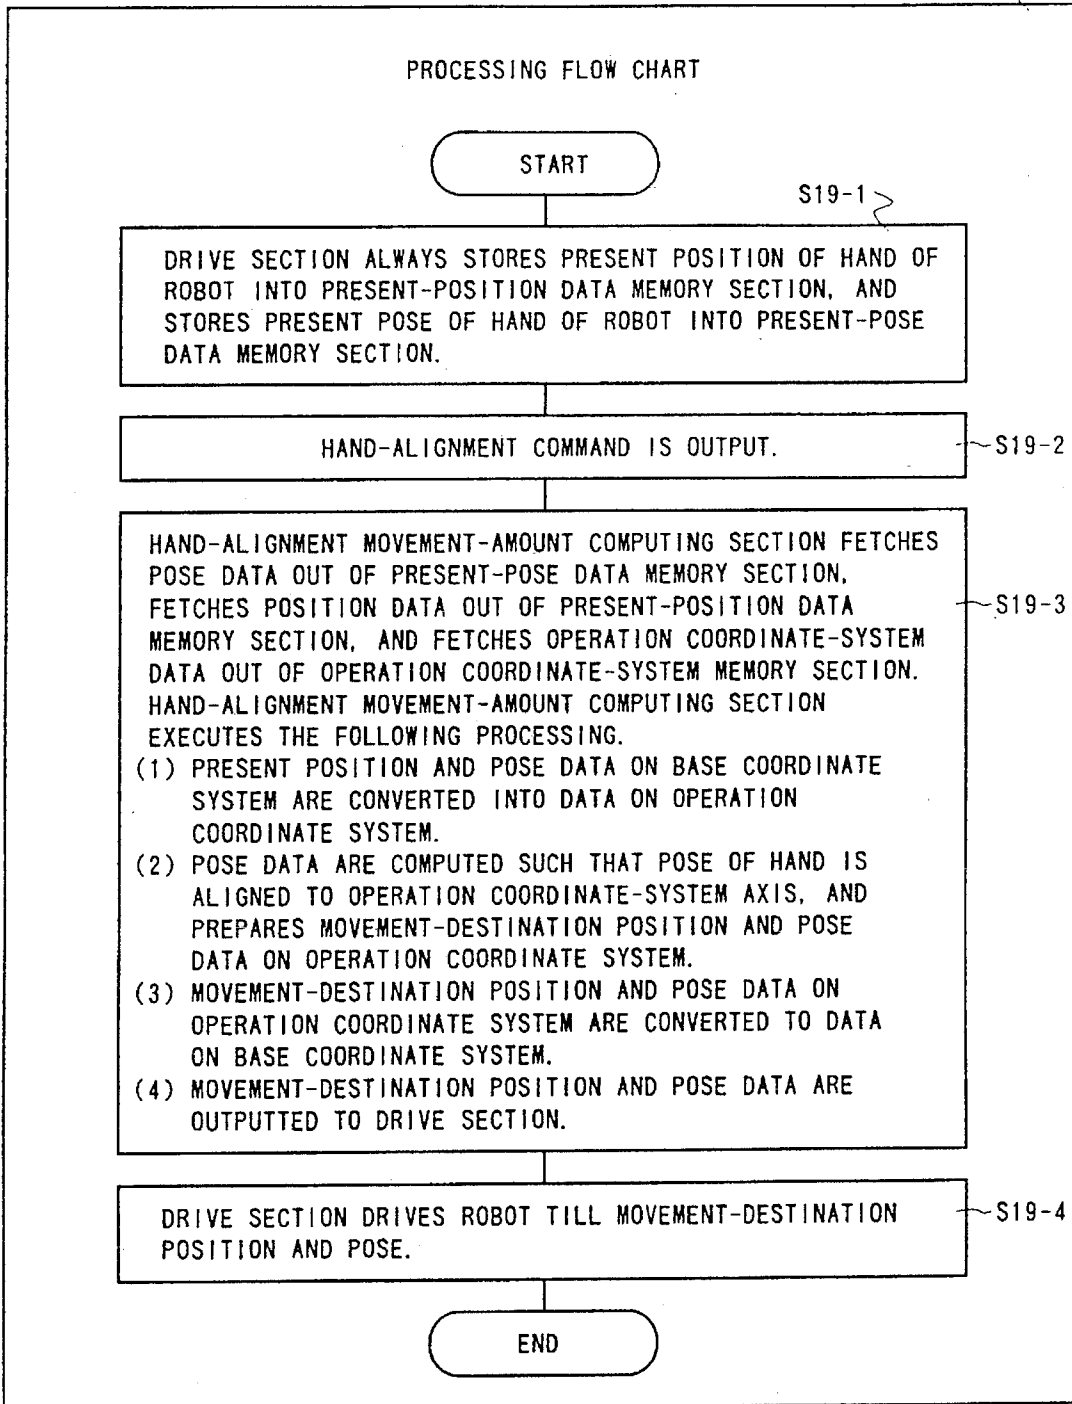 PROCESSING FLOW CHART
START
S19-1
DRIVE SECTION ALWAYS STORES PRESENT POSITION OF HAND OF
ROBOT INTO PRESENT-POSITION DATA MEMORY SECTION, AND
STORES PRESENT POSE OF HAND OF ROBOT INTO PRESENT-POSE
DATA MEMORY SECTION.
HAND-ALIGNMENT COMMAND IS OUTPUT.
S19-2
HAND-ALIGNMENT MOVEMENT-AMOUNT COMPUTING SECTION FETCHES
POSE DATA OUT OF PRESENT-POSE DATA MEMORY SECTION,
FETCHES POSITION DATA OUT OF PRESENT-POSITION DATA
MEMORY SECTION, AND FETCHES OPERATION COORDINATE-SYSTEM
DATA OUT OF OPERATION COORDINATE-SYSTEM MEMORY SECTION.
HAND-ALIGNMENT MOVEMENT-AMOUNT COMPUTING SECTION
EXECUTES THE FOLLOWING PROCESSING.
(1) PRESENT POSITION AND POSE DATA ON BASE COORDINATE
SYSTEM ARE CONVERTED INTO DATA ON OPERATION
COORDINATE SYSTEM.
(2) POSE DATA ARE COMPUTED SUCH THAT POSE OF HAND IS
ALIGNED TO OPERATION COORDINATE-SYSTEM AXIS, AND
PREPARES MOVEMENT-DESTINATION POSITION AND POSE
DATA ON OPERATION COORDINATE SYSTEM.
(3) MOVEMENT-DESTINATION POSITION AND POSE DATA ON
OPERATION COORDINATE SYSTEM ARE CONVERTED TO DATA
ON BASE COORDINATE SYSTEM.
(4) MOVEMENT-DESTINATION POSITION AND POSE DATA ARE
OUTPUTTED TO DRIVE SECTION.
S19-3
DRIVE SECTION DRIVES ROBOT TILL MOVEMENT-DESTINATION
POSITION AND POSE.
S19-4
END